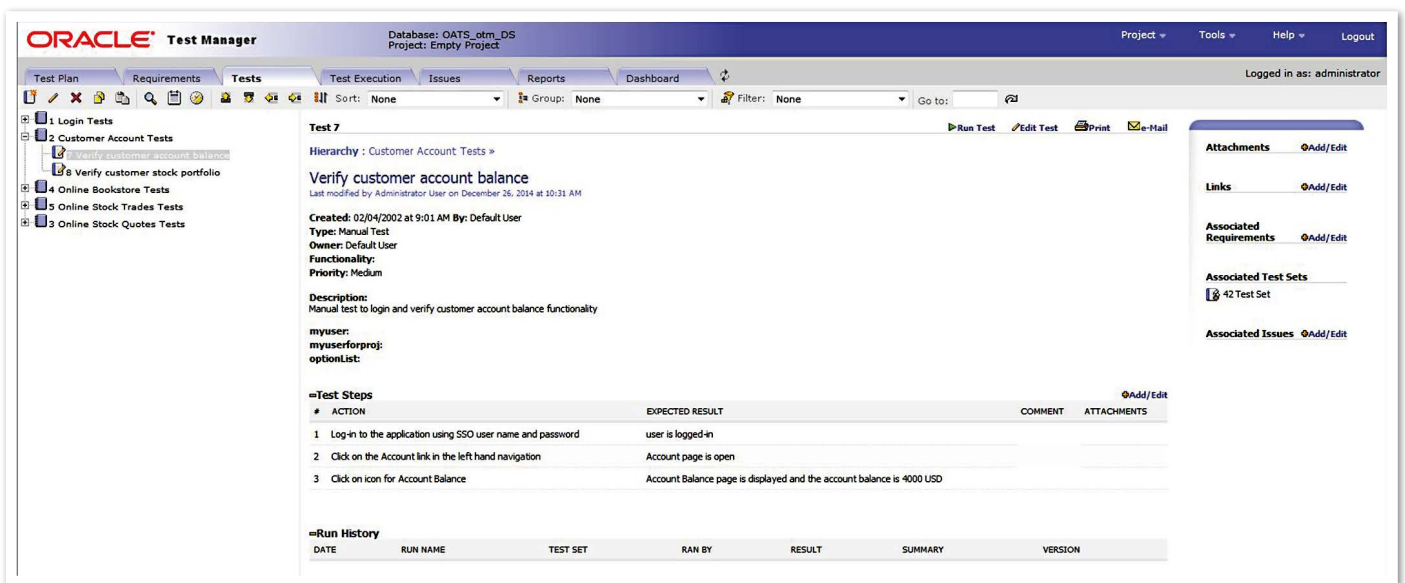 ORACLE Test Manager
Database: OATS_otm_DS
Project: Empty Project
Project Tools Help Logout
Test Plan Requirements Tests Test Execution Issues Reports Dashboard
Logged in as: administrator
Sort: None Group: None Filter: None Go to:
1 Login Tests
2 Customer Account Tests
7 Verify customer account balance
8 Verify customer stock portfolio
4 Online Bookstore Tests
5 Online Stock Trades Tests
3 Online Stock Quotes Tests
Test 7
Run Test Edit Test Print e-Mail
Hierarchy : Customer Account Tests »
Verify customer account balance
Last modified by Administrator User on December 26, 2014 at 10:31 AM
Created: 02/04/2002 at 9:01 AM By: Default User
Type: Manual Test
Owner: Default User
Functionality:
Priority: Medium
Description:
Manual test to login and verify customer account balance functionality
myuser:
myuserforproj:
optionList:
Test Steps Add/Edit
# ACTION EXPECTED RESULT COMMENT ATTACHMENTS
1 Log-in to the application using SSO user name and password user is logged-in
2 Click on the Account link in the left hand navigation Account page is open
3 Click on icon for Account Balance Account Balance page is displayed and the account balance is 4000 USD
Run History
DATE RUN NAME TEST SET RAN BY RESULT SUMMARY VERSION
Attachments Add/Edit
Links Add/Edit
Associated
Requirements Add/Edit
Associated Test Sets
42 Test Set
Associated Issues Add/Edit